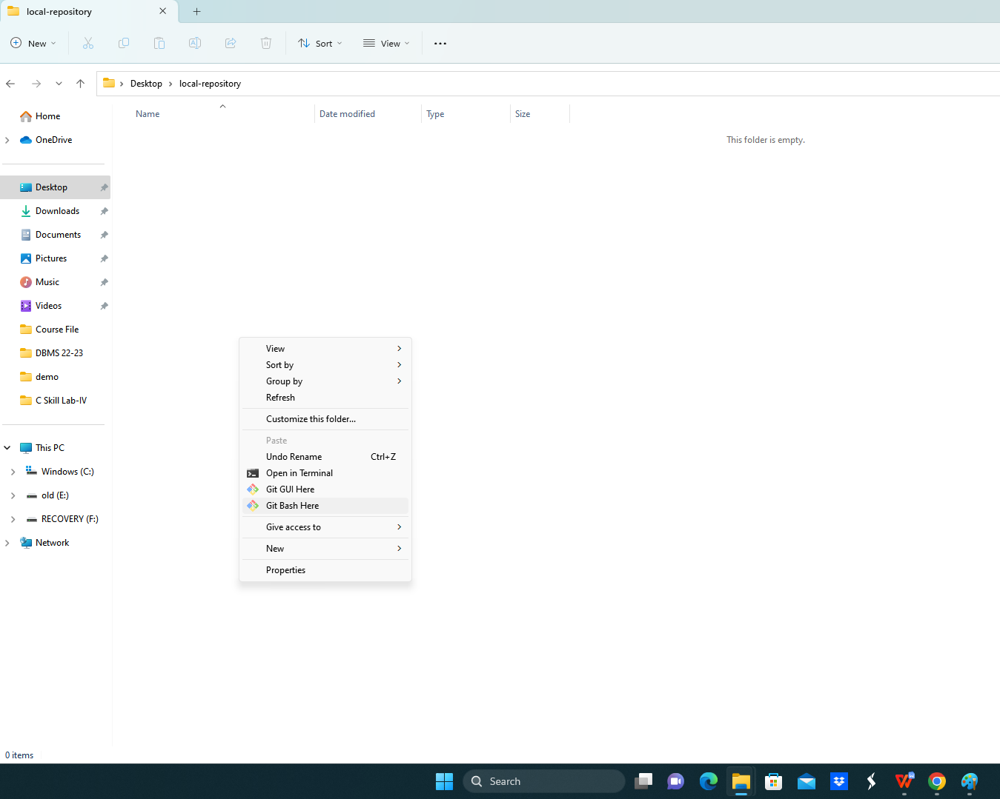 local-repository
New
Sort
View
Desktop
local-repository
Name
Date modified
Type
Size
This folder is empty.
Home
OneDrive
Desktop
Downloads
Documents
Pictures
Music
Videos
Course File
DBMS 22-23
demo
C Skill Lab-IV
This PC
Windows (C:)
old (E:)
RECOVERY (F:)
Network
View
Sort by
Group by
Refresh
Customize this folder...
Paste
Undo Rename Ctrl+Z
Open in Terminal
Git GUI Here
Git Bash Here
Give access to
New
Properties
0 items
Search